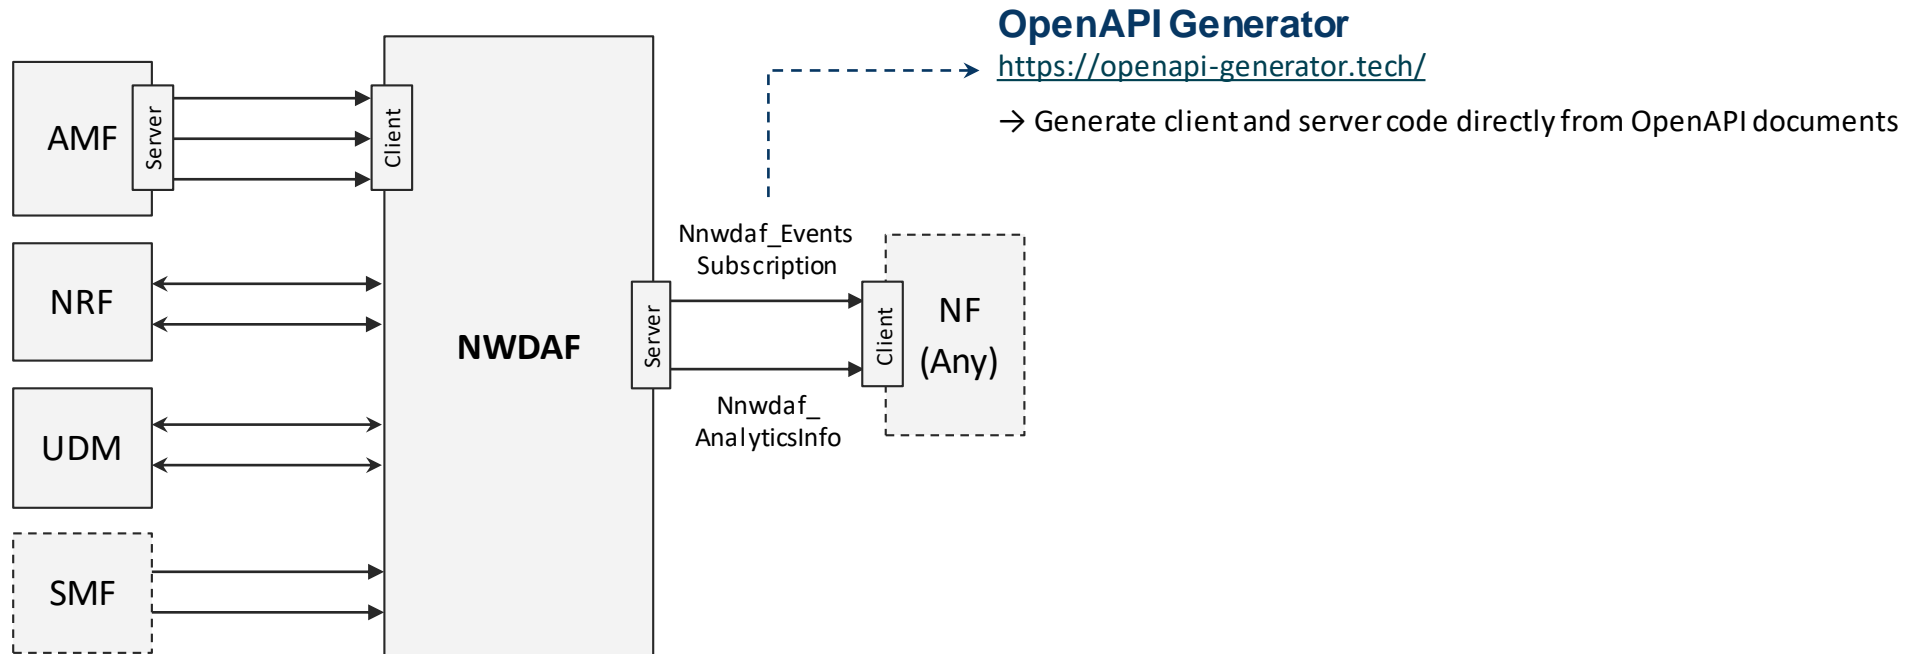 OpenAPI Generator
https://openapi-generator.tech/
→ Generate client and server code directly from OpenAPI documents
AMF
Server
Client
NRF
UDM
SMF
NWDAF
Server
Nnwdaf_Events
Subscription
Nnwdaf_
AnalyticsInfo
Client
NF
(Any)